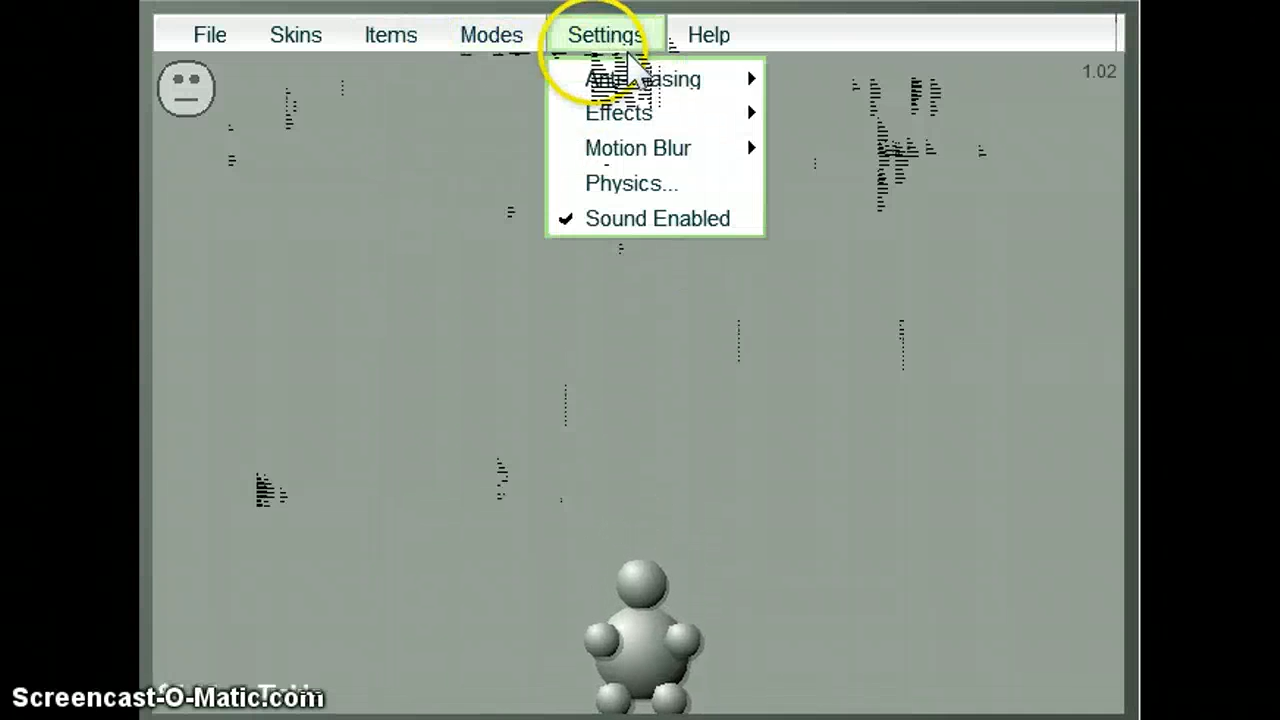 File Skins Items Modes Settings Help
1.02
Effects
Motion Blur
Physics...
Sound Enabled
Screencast-O-Matic.com